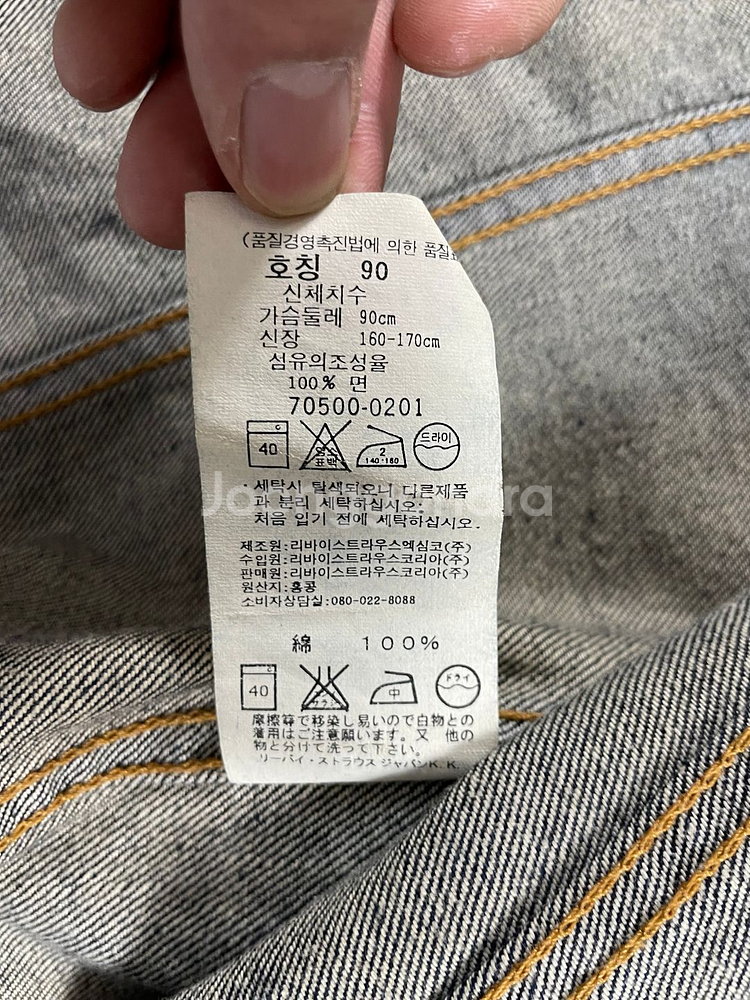 (품질경영촉진법에 의한 품질표
호칭 90
신체치수
가슴둘레 90cm
신장 160-170cm
섬유의조성율
100% 면
70500-0201
40 C 염소표백 2 140-160 드라이
·세탁시 탈색되오니 다른제품
과 분리 세탁하십시오.
처음 입기 전에 세탁하십시오.
제조원:리바이스트라우스엑심코(주)
수입원:리바이스트라우스코리아(주)
판매원:리바이스트라우스코리아(주)
원산지:홍콩
소비자상담실:080-022-8088
綿 100%
40 中 ドライ
摩擦等で移染し易いので白物との
着用はご注意願います。又 他の
物と分けて洗って下さい。
リーバイ・ストラウス ジャパンK.K.